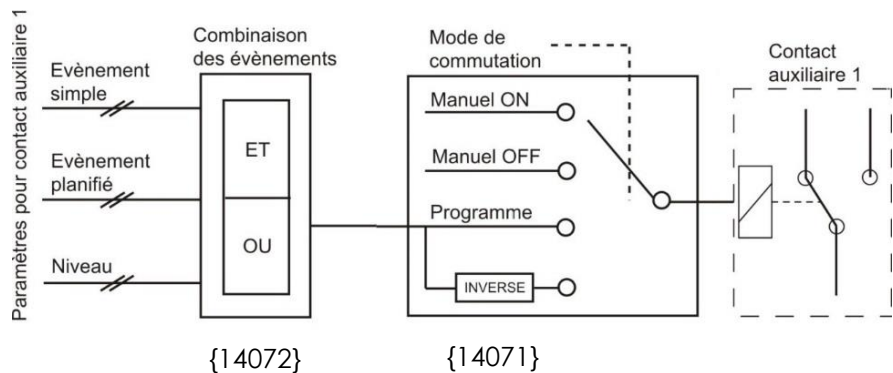 Paramètres pour contact auxiliaire 1
Combinaison
des évènements
Mode de
commutation
Contact
auxiliaire 1
Evènement
simple
Manuel ON
ET
Manuel OFF
Evènement
planifié
Programme
OU
Niveau
INVERSE
{14072}
{14071}